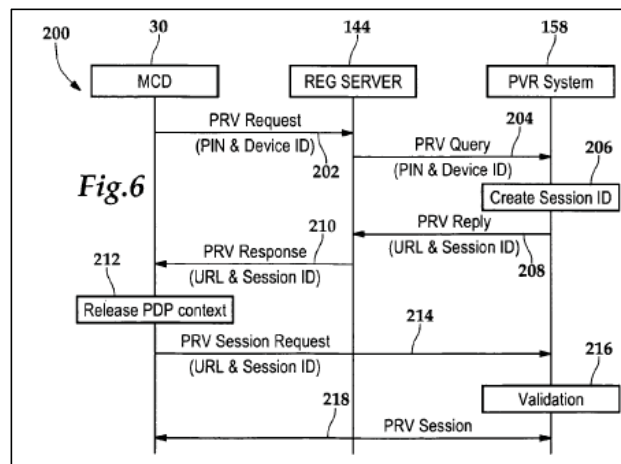 30
144
158
200
MCD
REG SERVER
PVR System
PRV Request
(PIN & Device ID)
202
204
PRV Query
(PIN & Device ID)
206
Fig.6
Create Session ID
210
PRV Reply
(URL & Session ID)
208
PRV Response
(URL & Session ID)
212
Release PDP context
214
PRV Session Request
(URL & Session ID)
216
Validation
218
PRV Session